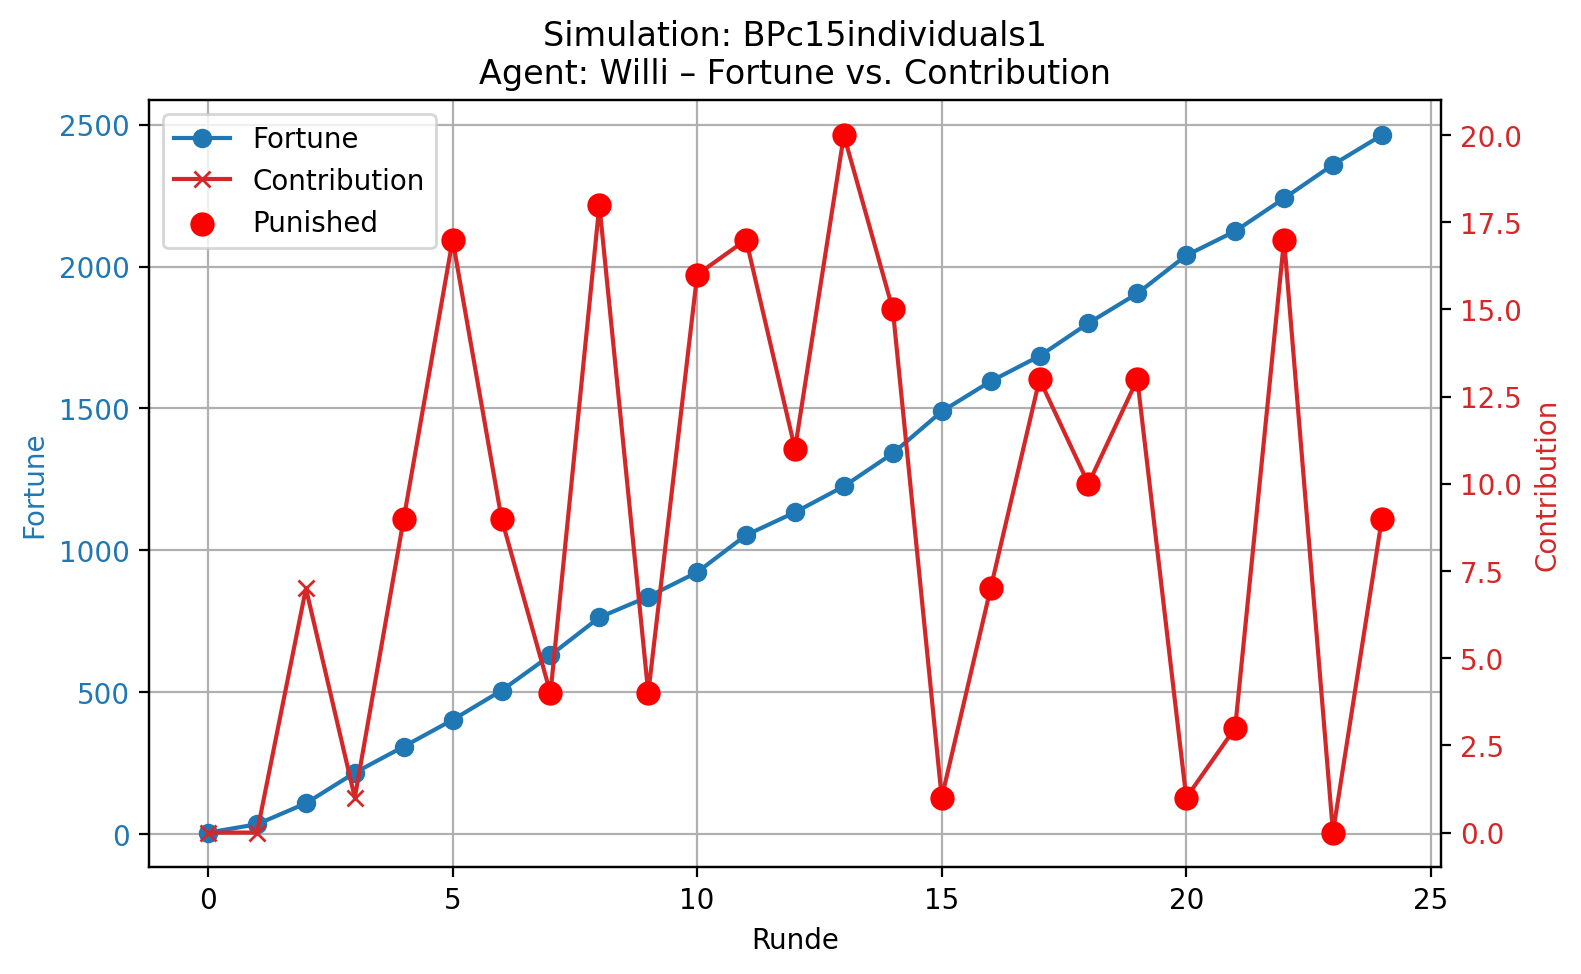 Simulation: BPc15individuals1
Agent: Willi – Fortune vs. Contribution
Fortune
Contribution
Punished
2500
2000
1500
1000
500
0
Fortune
20.0
17.5
15.0
12.5
10.0
7.5
5.0
2.5
0.0
Contribution
0 5 10 15 20 25
Runde